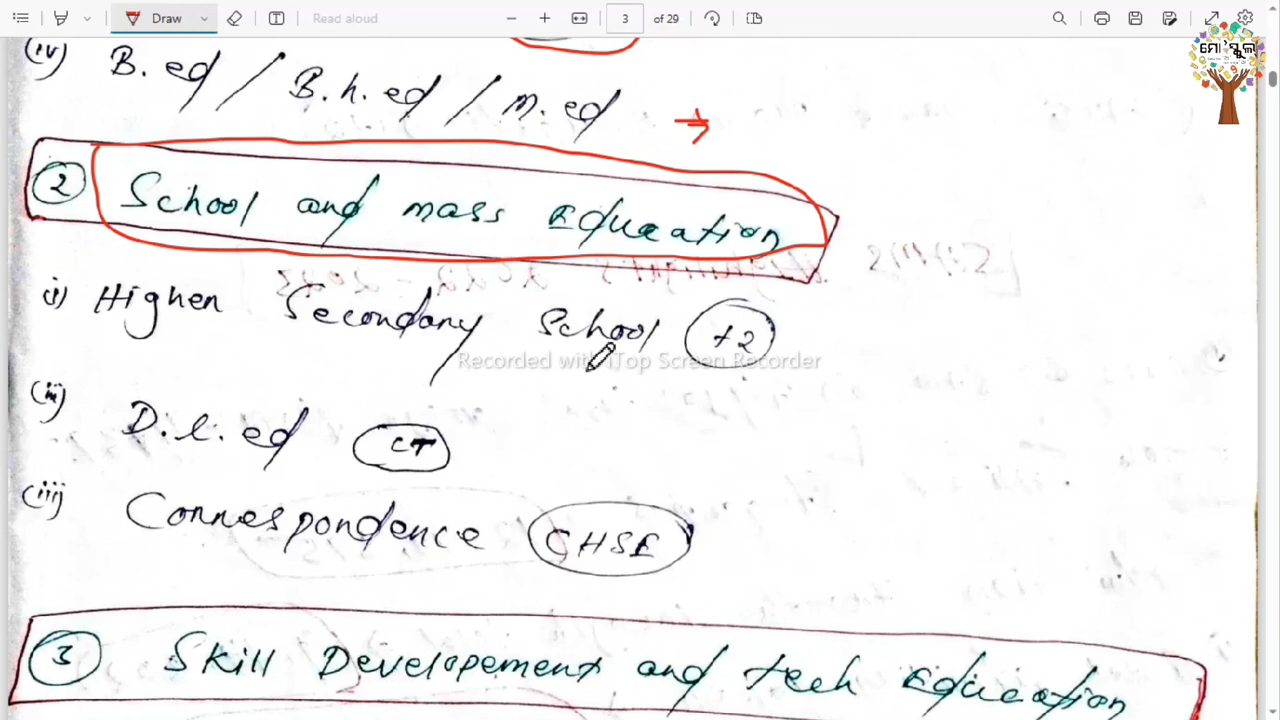 Draw
Read aloud
3 of 29
ମୋ ସ୍କୁଲ
(iv) B.ed / B.h.ed / M.ed →
② School and mass Education
(i) Higher Secondary School +2
Recorded with iTop Screen Recorder
(ii) D.l.ed CT
(iii) Correspondence CHSE
③ Skill Developement and tech Education